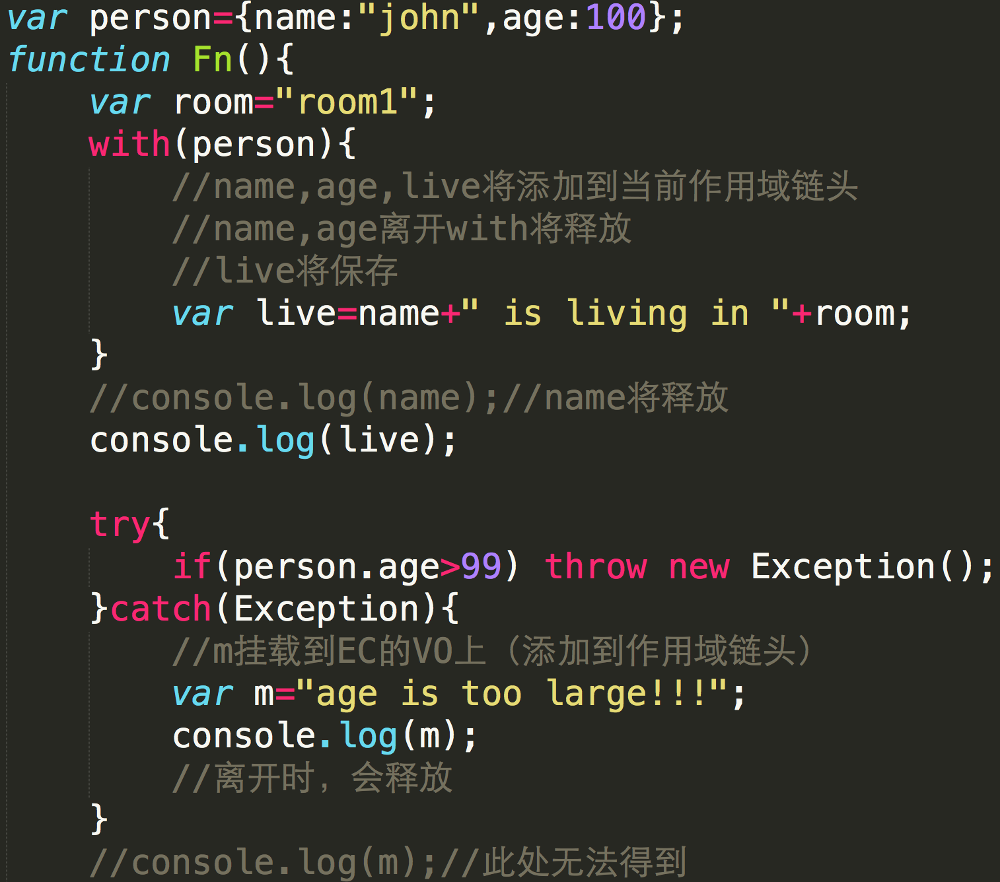 var person={name:"john",age:100};
function Fn(){
    var room="room1";
    with(person){
        //name,age,live将添加到当前作用域链头
        //name,age离开with将释放
        //live将保存
        var live=name+" is living in "+room;
    }
    //console.log(name);//name将释放
    console.log(live);

    try{
        if(person.age>99) throw new Exception();
    }catch(Exception){
        //m挂载到EC的VO上（添加到作用域链头）
        var m="age is too large!!!";
        console.log(m);
        //离开时，会释放
    }
    //console.log(m);//此处无法得到